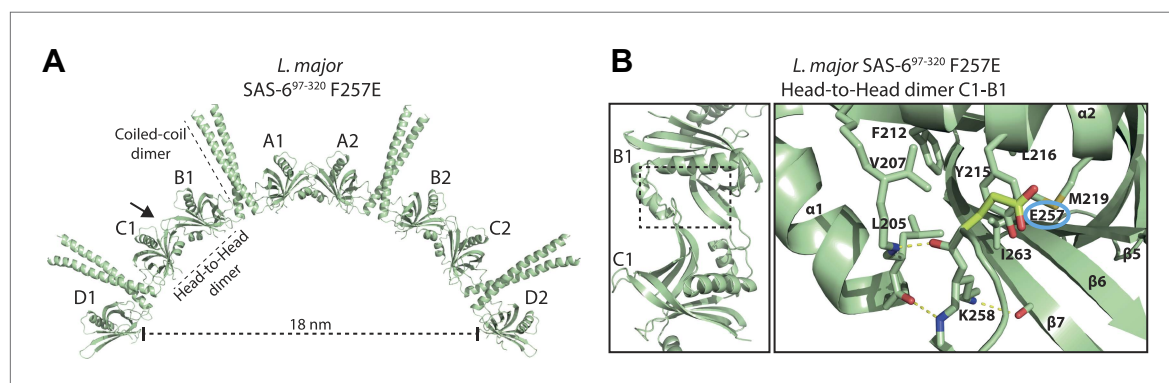 A
L. major
SAS-6⁹⁷⁻³²⁰ F257E
Coiled-coil
dimer
A1
A2
B1
B2
C1
C2
Head-to-Head
dimer
D1
D2
18 nm
B
L. major SAS-6⁹⁷⁻³²⁰ F257E
Head-to-Head dimer C1-B1
B1
C1
α2
F212
L216
V207
Y215
M219
α1
E257
L205
I263
β5
β6
K258
β7